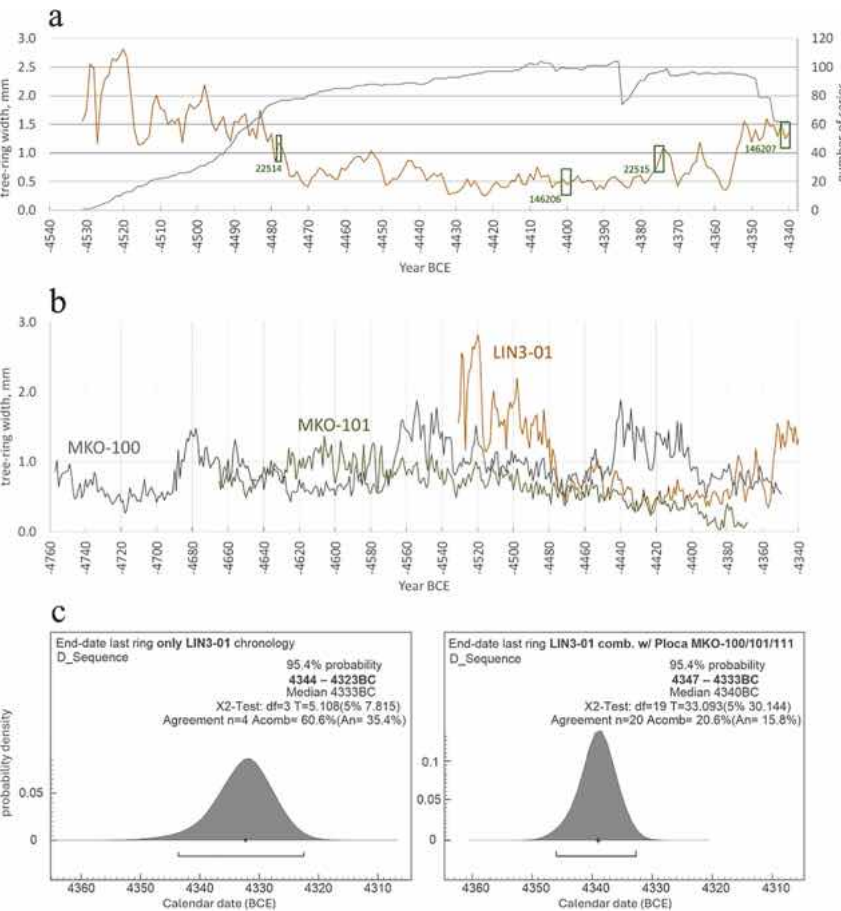 a
3.0
2.5
2.0
1.5
1.0
0.5
0.0
tree-ring width, mm
120
100
80
60
40
20
0
number of series
22514
146206
22515
146207
-4540
-4530
-4520
-4510
-4500
-4490
-4480
-4470
-4460
-4450
-4440
-4430
-4420
-4410
-4400
-4390
-4380
-4370
-4360
-4350
-4340
Year BCE
b
3.0
2.0
1.0
0.0
tree-ring width, mm
LIN3-01
MKO-101
MKO-100
-4760
-4740
-4720
-4700
-4680
-4660
-4640
-4620
-4600
-4580
-4560
-4540
-4520
-4500
-4480
-4460
-4440
-4420
-4400
-4380
-4360
-4340
Year BCE
c
End-date last ring only LIN3-01 chronology
D_Sequence
95.4% probability
4344 – 4323BC
Median 4333BC
X2-Test: df=3 T=5.108(5% 7.815)
Agreement n=4 Acomb= 60.6%(An= 35.4%)
probability density
0.05
0
4360
4350
4340
4330
4320
4310
Calendar date (BCE)
End-date last ring LIN3-01 comb. w/ Ploca MKO-100/101/111
D_Sequence
95.4% probability
4347 – 4333BC
Median 4340BC
X2-Test: df=19 T=33.093(5% 30.144)
Agreement n=20 Acomb= 20.6%(An= 15.8%)
0.1
0.05
0
4360
4350
4340
4330
4320
4310
Calendar date (BCE)